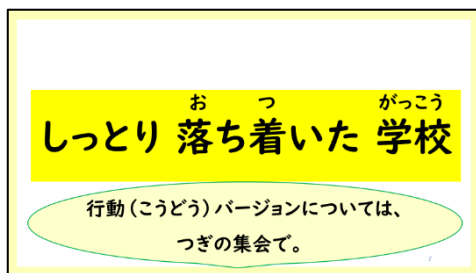 お つ がっこう
しっとり 落ち着いた 学校
行動(こうどう)バージョンについては、
つぎの集会で。